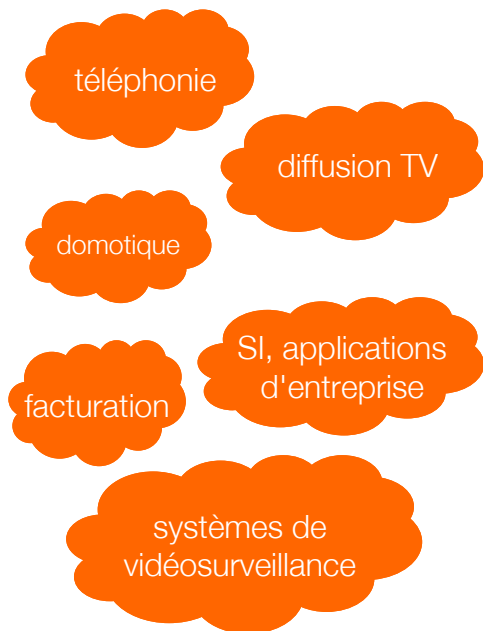 téléphonie
diffusion TV
domotique
SI, applications
d'entreprise
facturation
systèmes de
vidéosurveillance